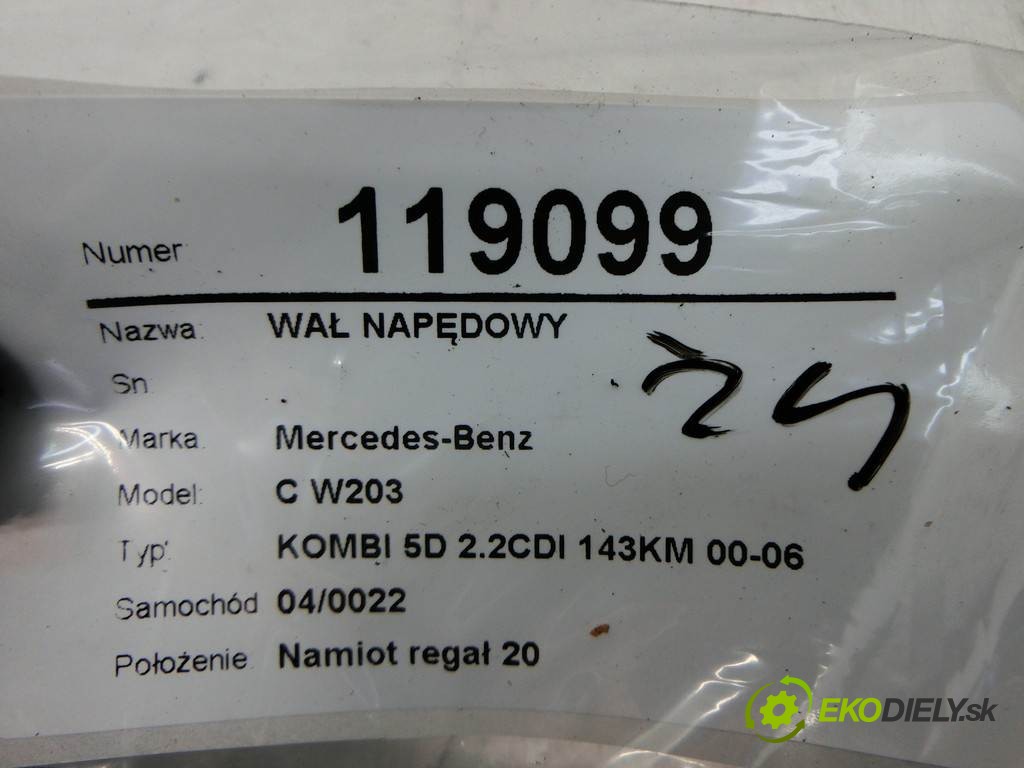 Numer 119099
Nazwa: WAŁ NAPĘDOWY
Sn
Marka: Mercedes-Benz
Model: C W203
Typ: KOMBI 5D 2.2CDI 143KM 00-06
Samochód 04/0022
Położenie Namiot regał 20
EKODIELY.sk